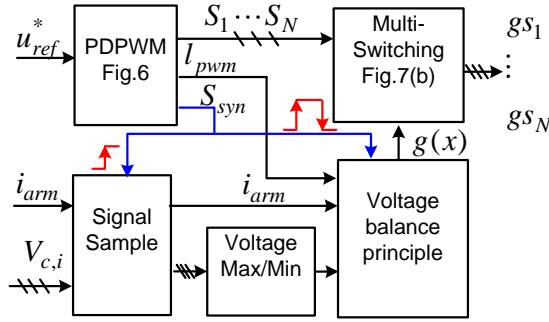 u*ref
PDPWM
Fig.6
S1···SN
lpwm
Ssyn
Multi-
Switching
Fig.7(b)
gs1
⋮
gsN
g(x)
iarm
Vc,i
Signal
Sample
iarm
Voltage
Max/Min
Voltage
balance
principle